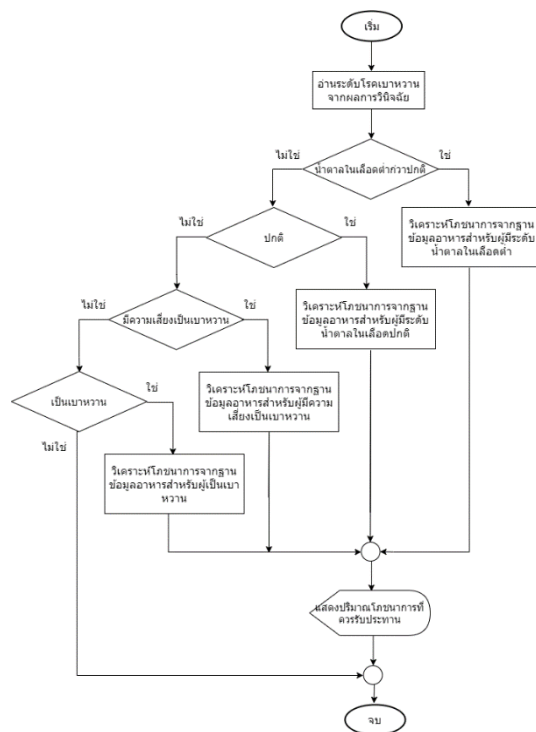 เริ่ม
อ่านระดับโรคเบาหวาน
จากผลการวินิจฉัย
ไม่ใช่
น้ำตาลในเลือดต่ำกว่าปกติ
ใช่
วิเคราะห์โภชนาการจากฐาน
ข้อมูลอาหารสำหรับผู้มีระดับ
น้ำตาลในเลือดต่ำ
ไม่ใช่
ปกติ
ใช่
วิเคราะห์โภชนาการจากฐาน
ข้อมูลอาหารสำหรับผู้มีระดับ
น้ำตาลในเลือดปกติ
ไม่ใช่
มีความเสี่ยงเป็นเบาหวาน
ใช่
วิเคราะห์โภชนาการจากฐาน
ข้อมูลอาหารสำหรับผู้มีความ
เสี่ยงเป็นเบาหวาน
เป็นเบาหวาน
ใช่
ไม่ใช่
วิเคราะห์โภชนาการจากฐาน
ข้อมูลอาหารสำหรับผู้เป็นเบา
หวาน
แสดงปริมาณโภชนาการที่
ควรรับประทาน
จบ